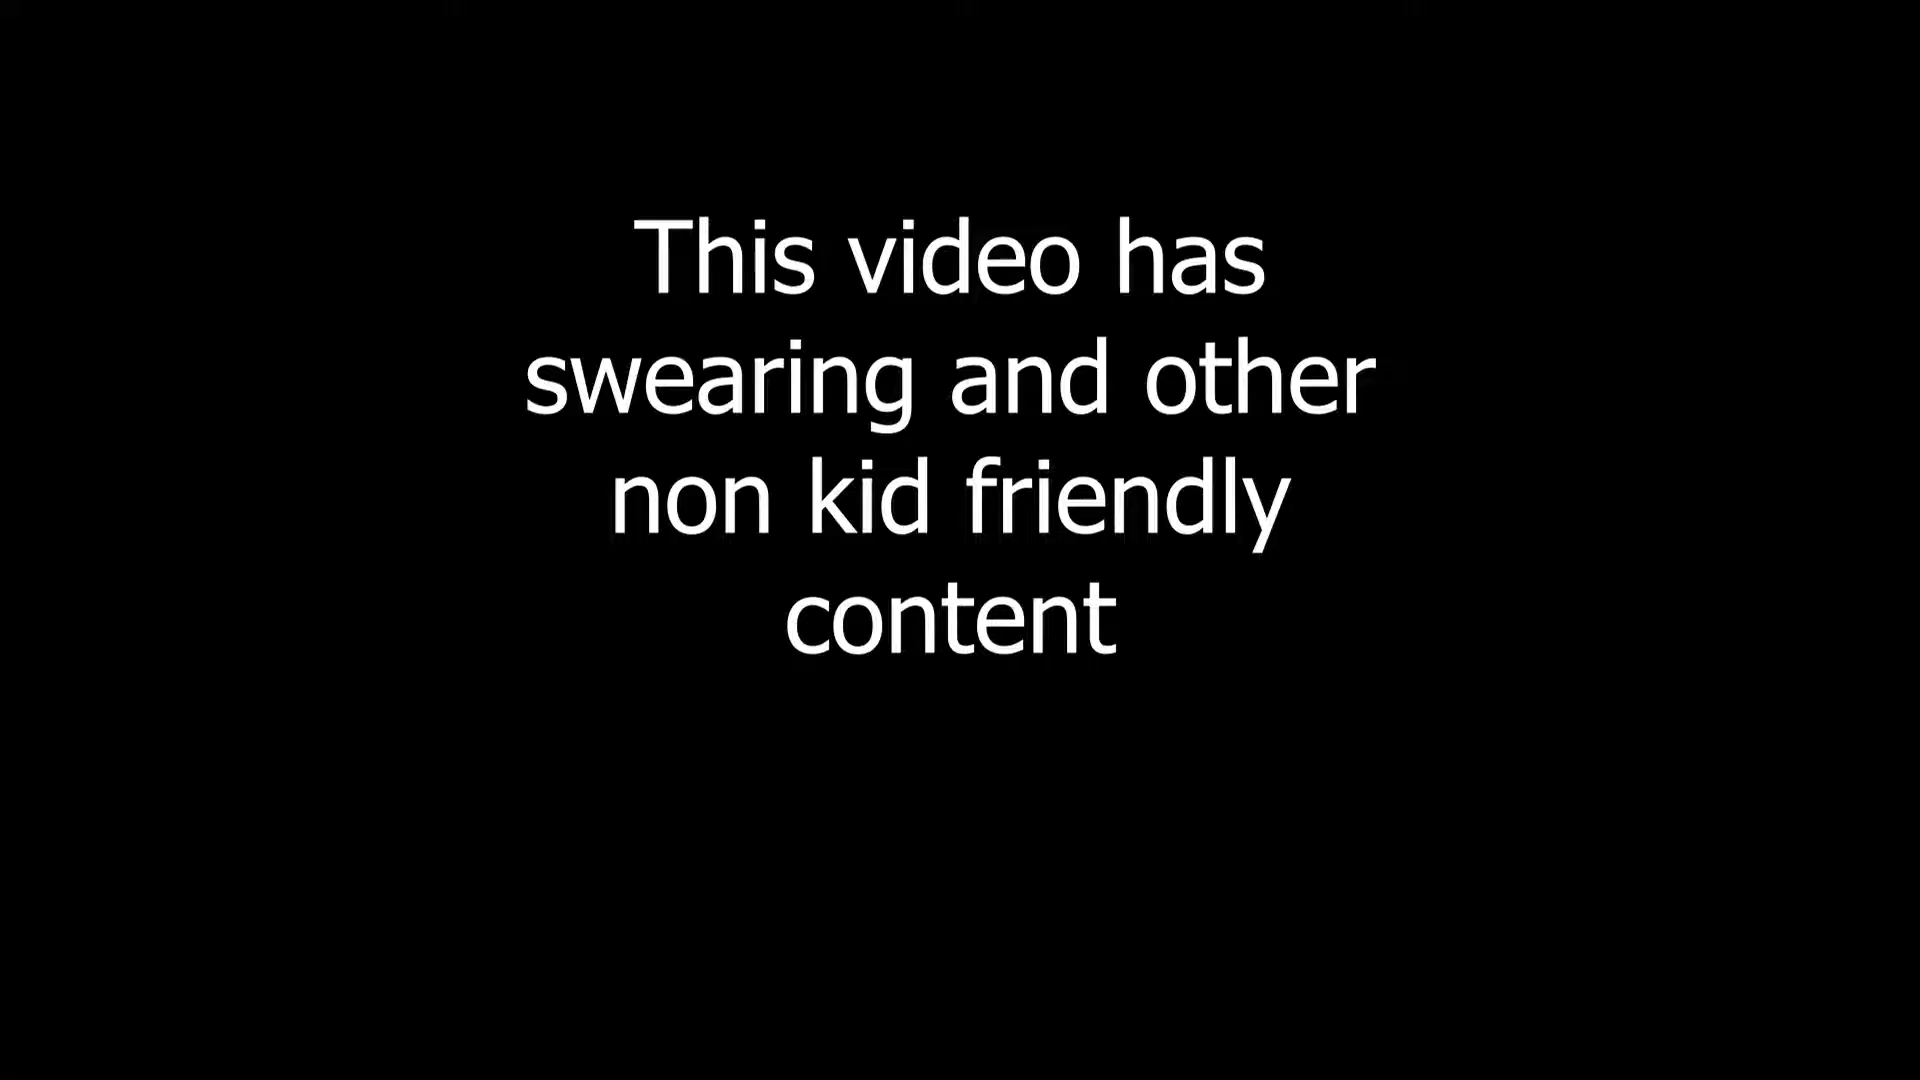 This video has
swearing and other
non kid friendly
content